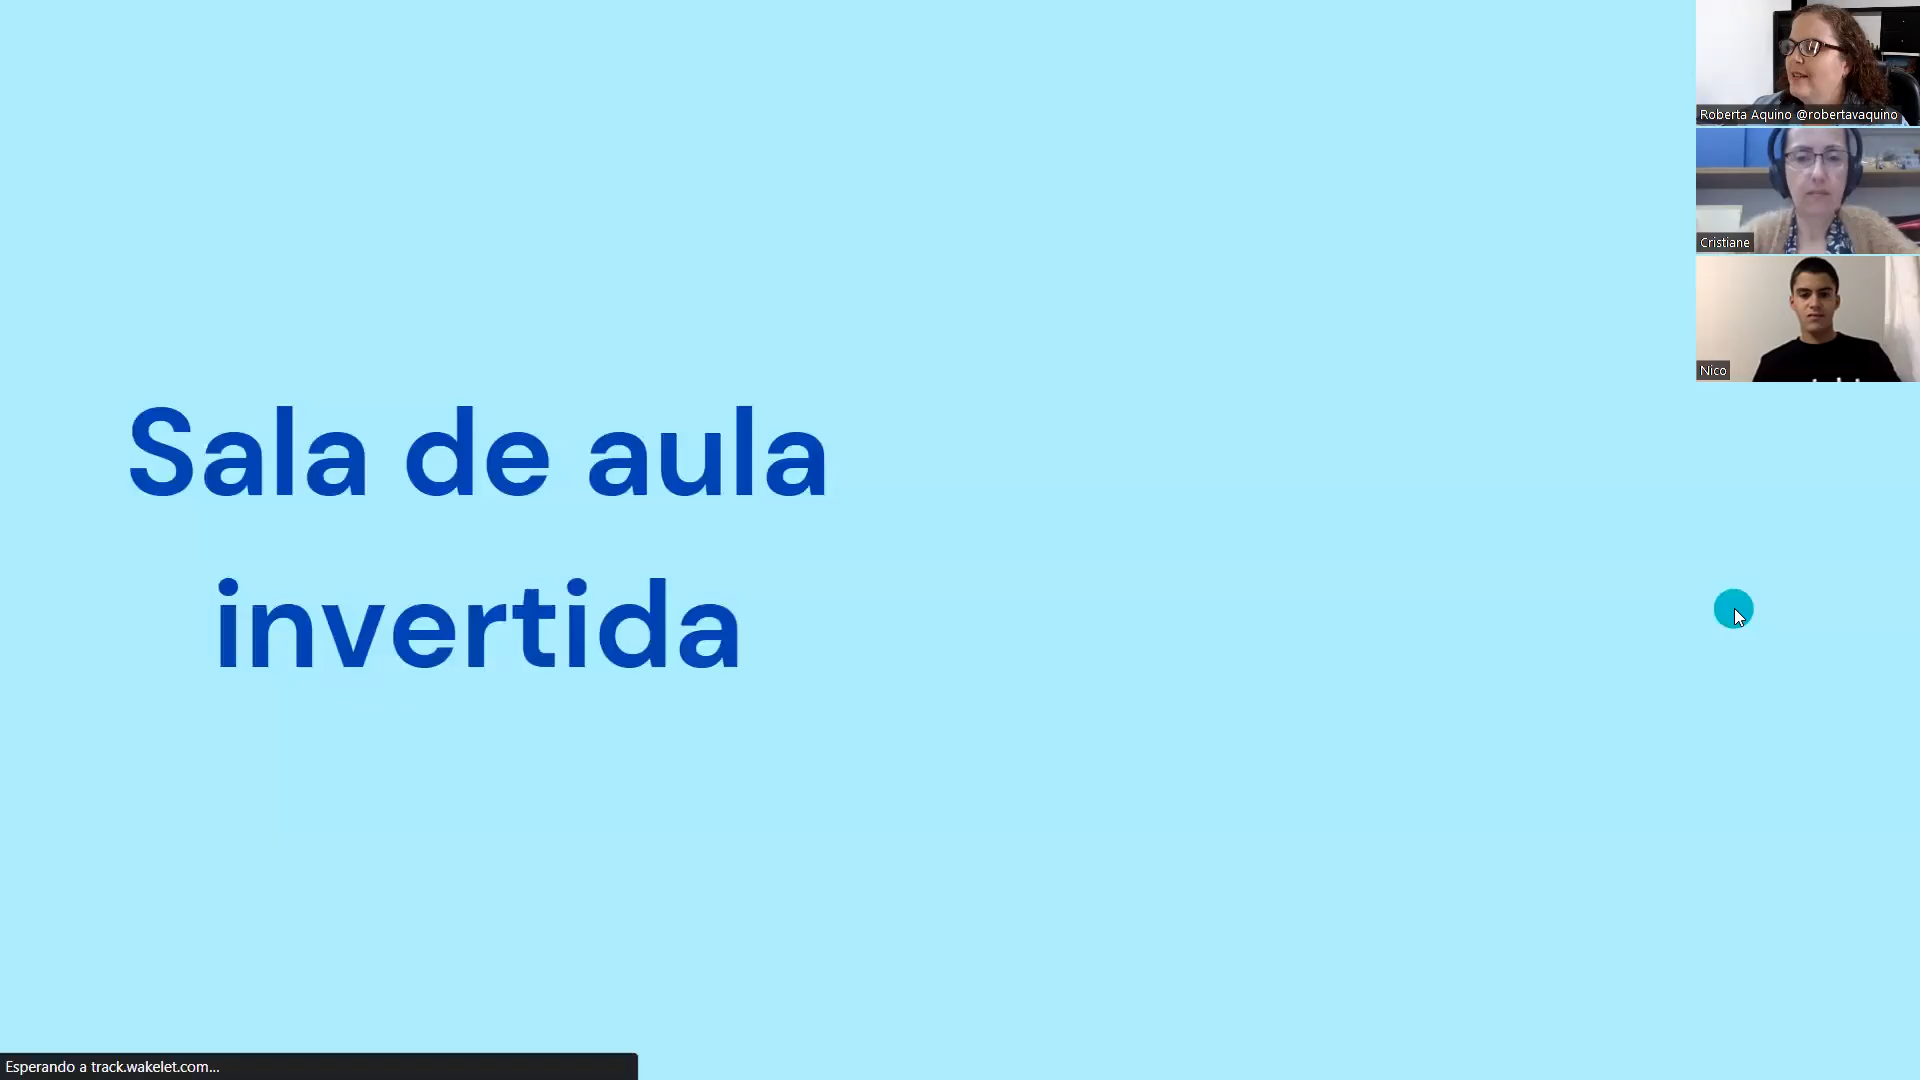 Sala de aula
invertida
Roberta Aquino @robertavaquino
Cristiane
Nico
Esperando a track.wakelet.com...